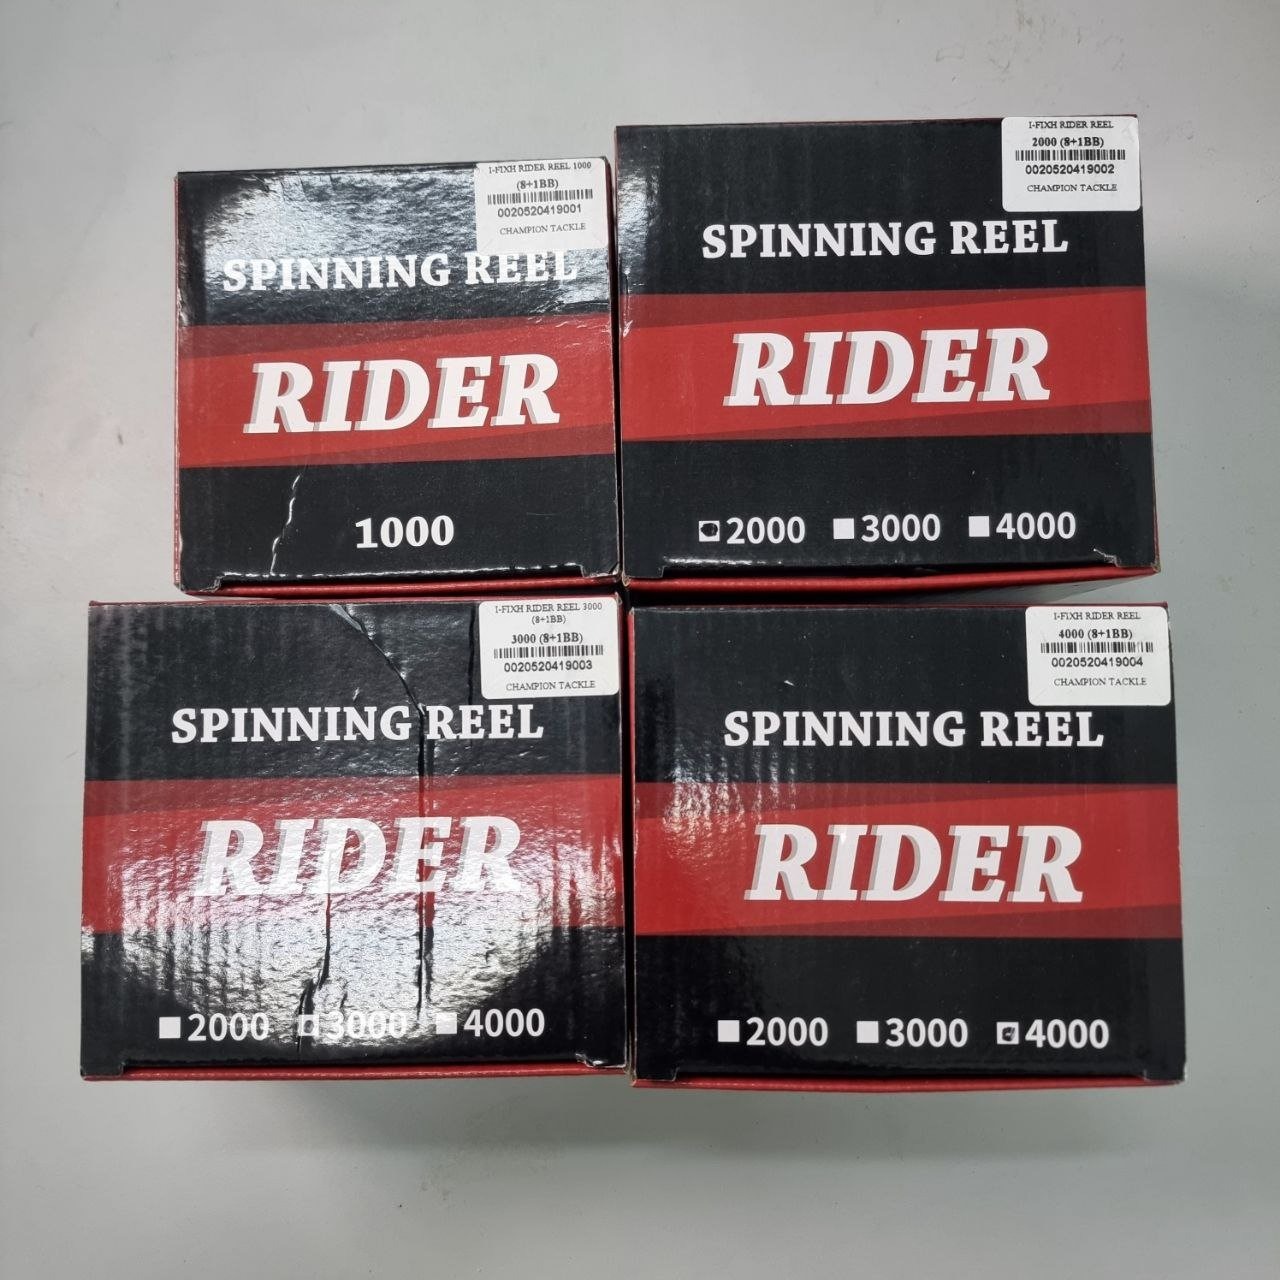 I-FIXH RIDER REEL 1000
(8+1BB)
0020520419001
CHAMPION TACKLE
SPINNING REEL
RIDER
1000
I-FIXH RIDER REEL
2000 (8+1BB)
0020520419002
CHAMPION TACKLE
SPINNING REEL
RIDER
2000 3000 4000
I-FIXH RIDER REEL 3000
(8+1BB)
3000 (8+1BB)
0020520419003
CHAMPION TACKLE
SPINNING REEL
RIDER
2000 3000 4000
I-FIXH RIDER REEL
4000 (8+1BB)
0020520419004
CHAMPION TACKLE
SPINNING REEL
RIDER
2000 3000 4000